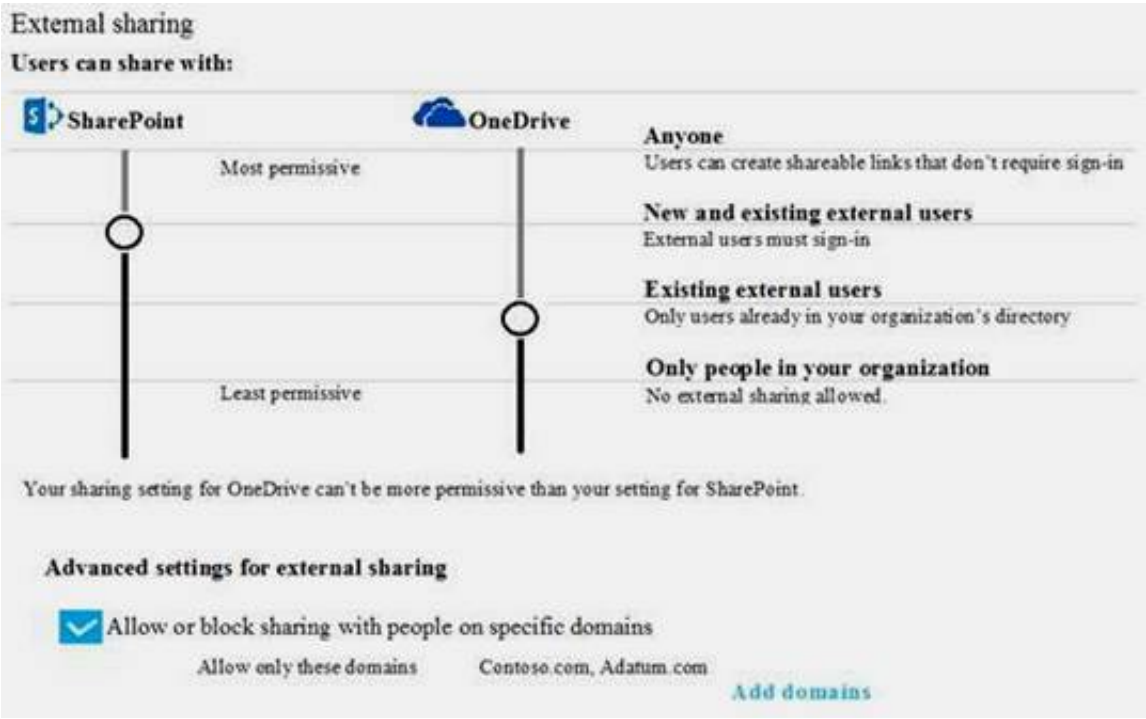 External sharing
Users can share with:
SharePoint
OneDrive
Most permissive
Anyone
Users can create shareable links that don't require sign-in
New and existing external users
External users must sign-in
Existing external users
Only users already in your organization's directory
Least permissive
Only people in your organization
No external sharing allowed.
Your sharing setting for OneDrive can't be more permissive than your setting for SharePoint.
Advanced settings for external sharing
Allow or block sharing with people on specific domains
Allow only these domains Contoso.com, Adatum.com
Add domains